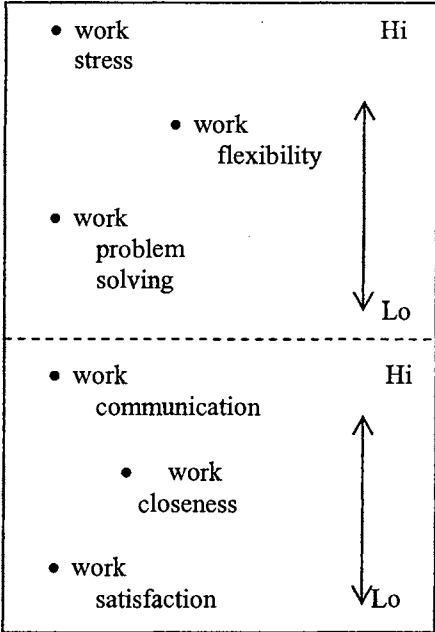 • work Hi
stress
• work
flexibility
• work
problem
solving
Lo
• work Hi
communication
• work
closeness
• work
satisfaction Lo